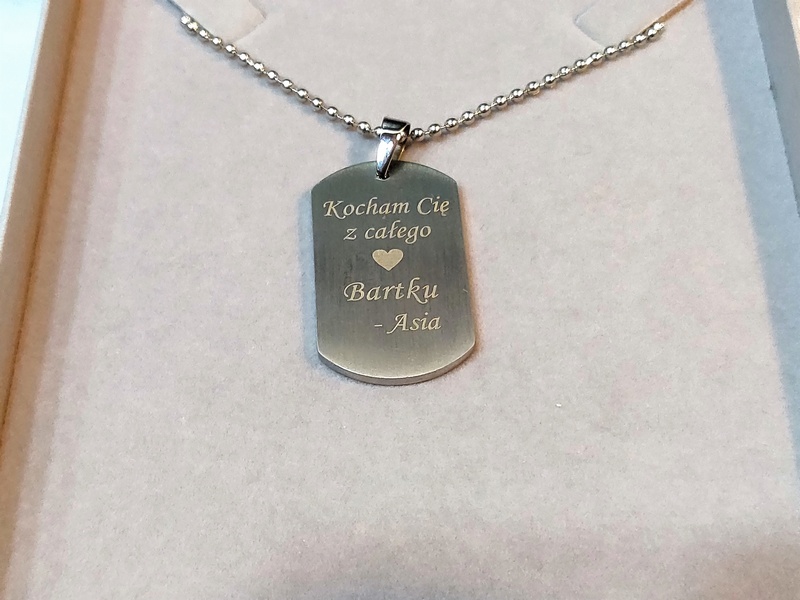 Kocham Cię
z całego
♥
Bartku
- Asia